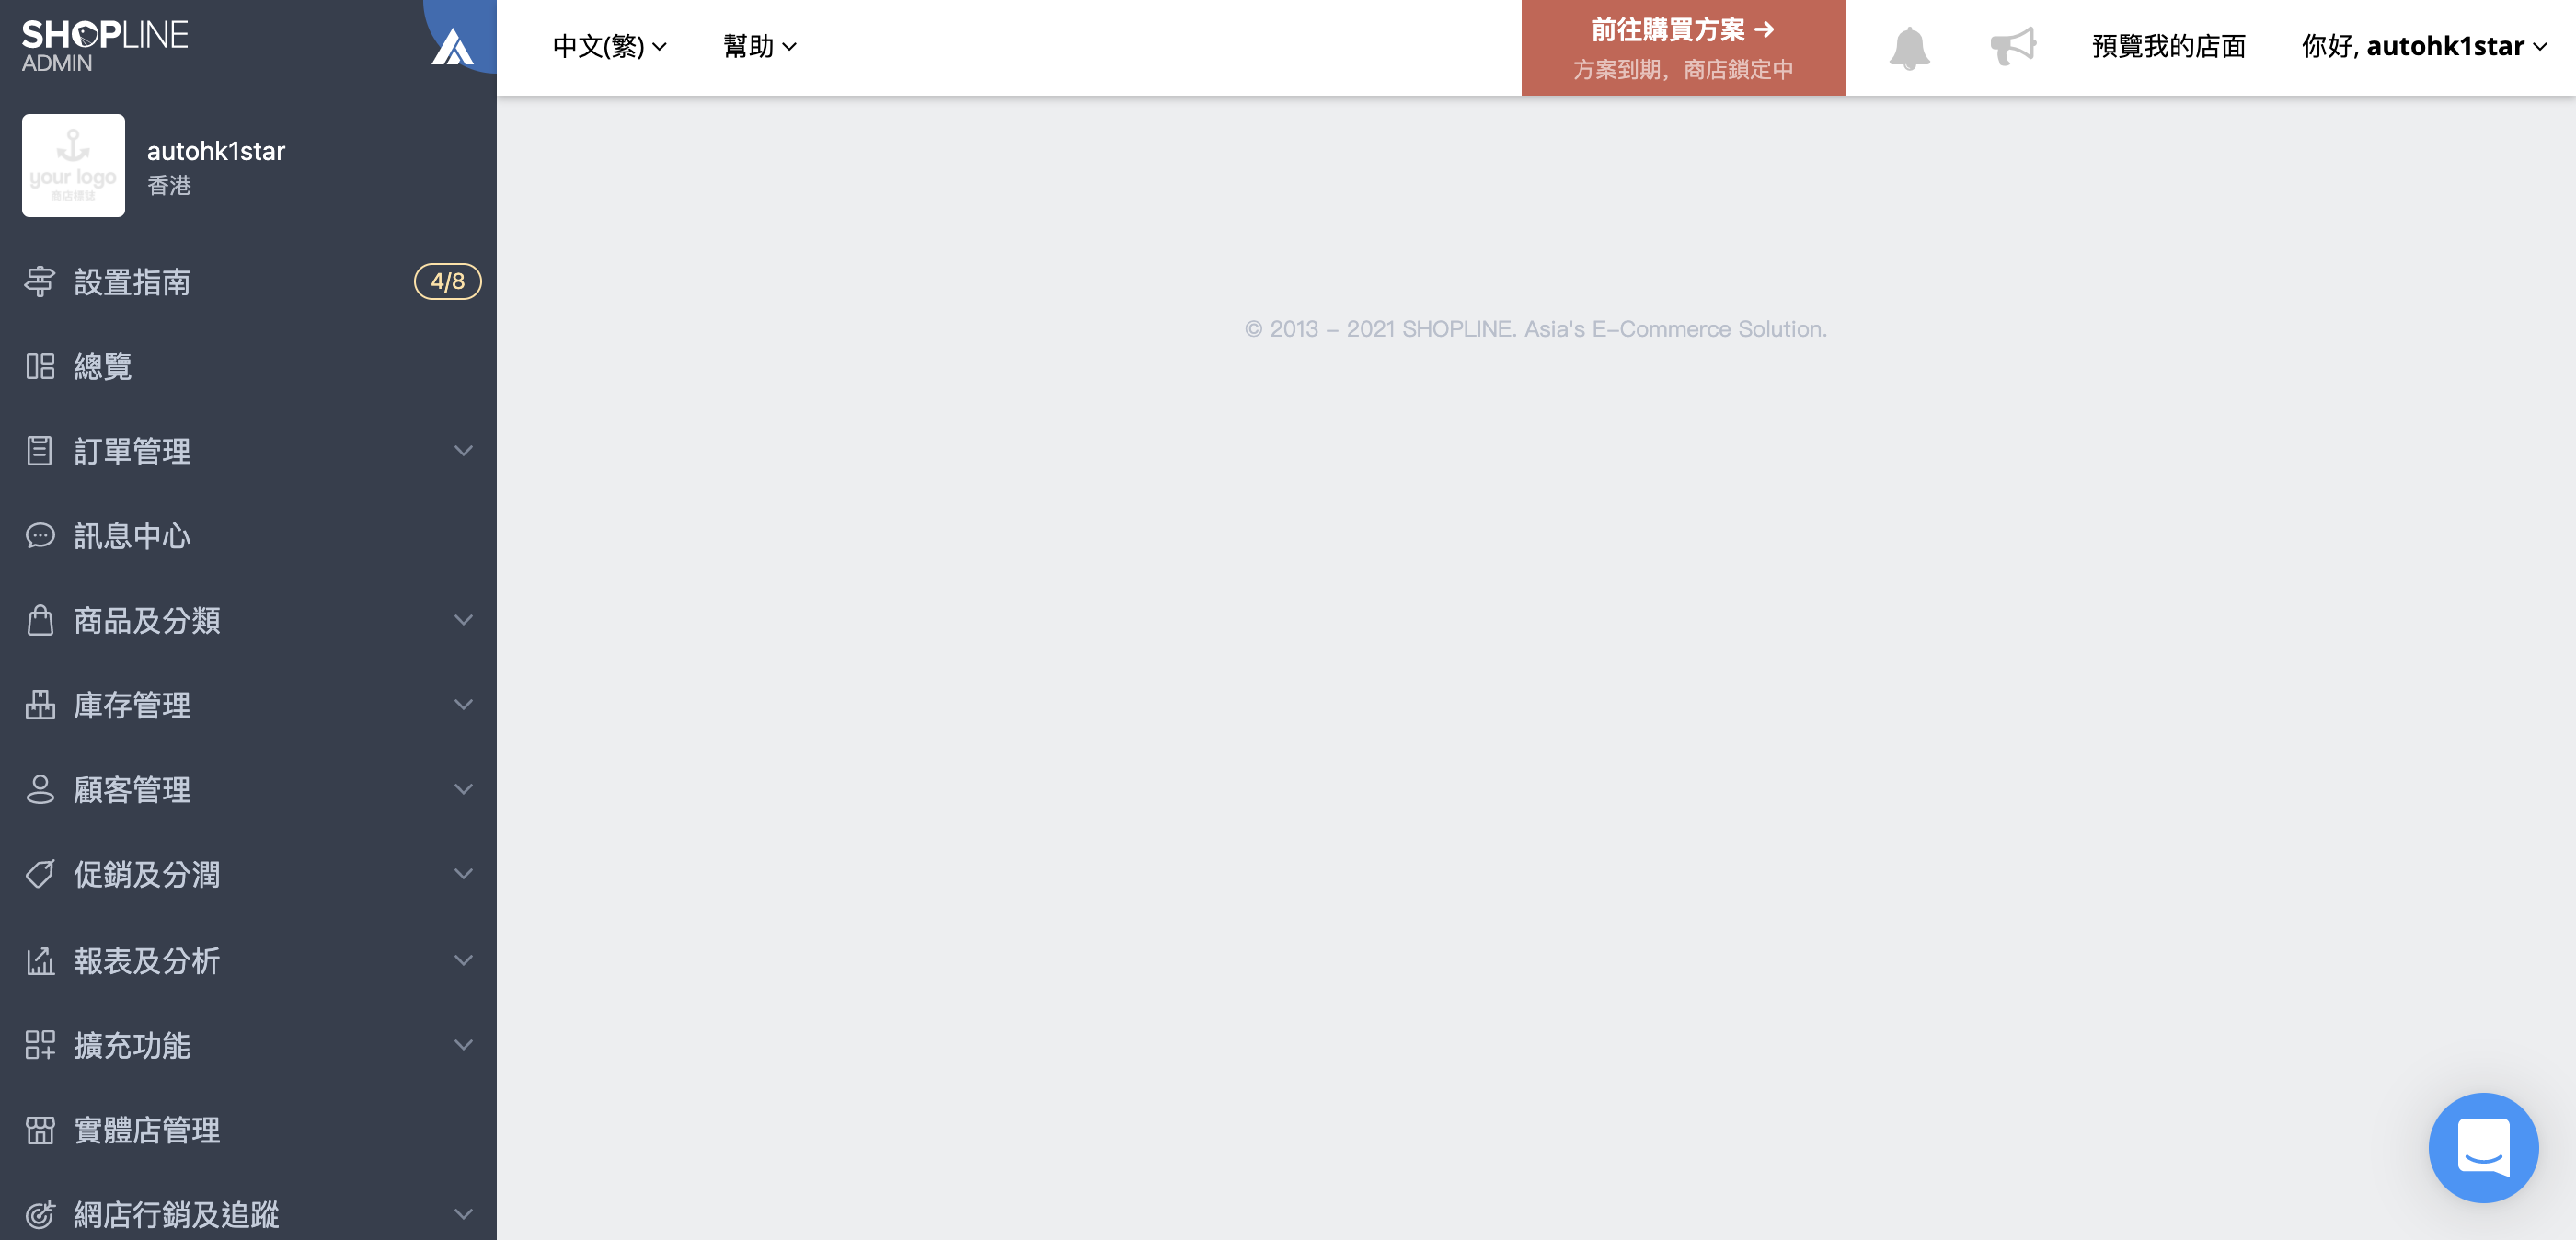 SHOPLINE
ADMIN
中文(繁)
幫助
前往購買方案 →
方案到期，商店鎖定中
預覽我的店面
你好, autohk1star
your logo
商店標誌
autohk1star
香港
設置指南
4/8
總覽
訂單管理
訊息中心
商品及分類
庫存管理
顧客管理
促銷及分潤
報表及分析
擴充功能
實體店管理
網店行銷及追蹤
© 2013 – 2021 SHOPLINE. Asia's E–Commerce Solution.